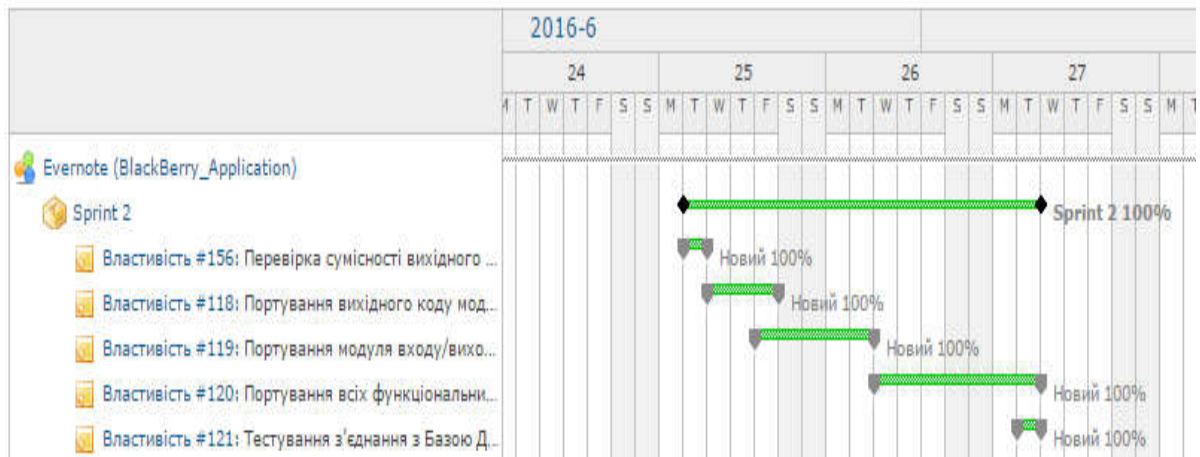 2016-6
24 25 26 27
M T W T F S S M T W T F S S M T W T F S S M T W T F S S M T
Evernote (BlackBerry_Application)
Sprint 2 Sprint 2 100%
Властивість #156: Перевірка сумісності вихідного ... Новий 100%
Властивість #118: Портування вихідного коду мод... Новий 100%
Властивість #119: Портування модуля входу/вихо... Новий 100%
Властивість #120: Портування всіх функціональни... Новий 100%
Властивість #121: Тестування з'єднання з Базою Д... Новий 100%